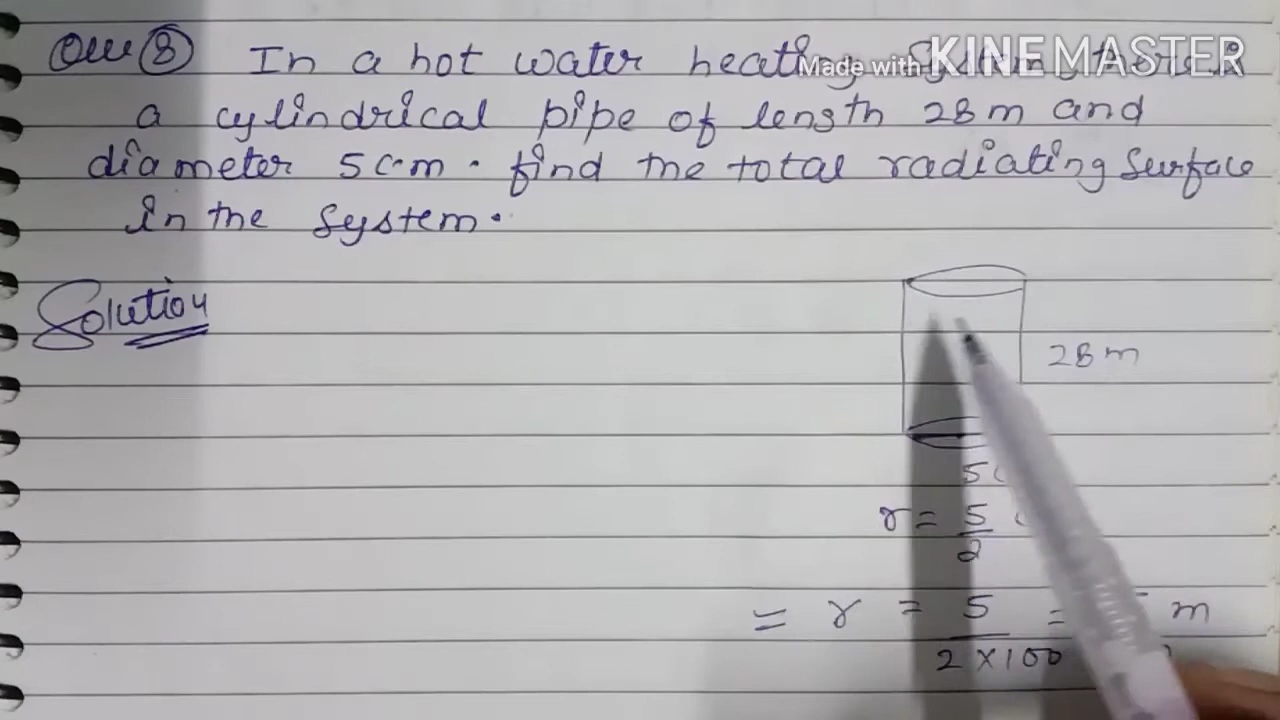 Que 8 In a hot water heating
Made with KINEMASTER
a cylindrical pipe of length 28 m and
diameter 5 cm. find the total radiating surface
in the system.
Solution
28 m
5
r = 5
2
= r = 5 = m
2 × 100